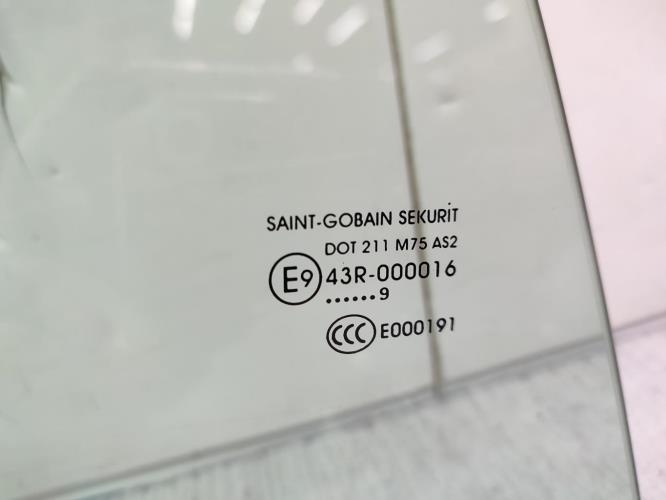 SAINT-GOBAIN SEKURIT
DOT 211 M75 AS2
E9 43R-000016
......9
CCC E000191